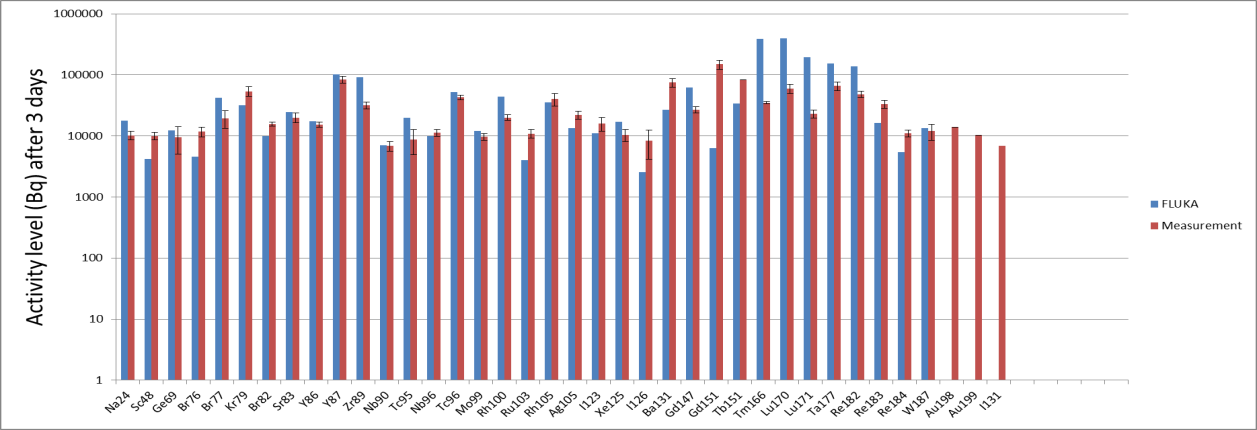 Activity level (Bq) after 3 days
1000000
100000
10000
1000
100
10
1
Na24
Sc48
Ge69
Br76
Br77
Kr79
Br82
Sr83
Y86
Y87
Zr89
Nb90
Tc95
Nb96
Tc96
Mo99
Rh100
Ru103
Rh105
Ag105
I123
Xe125
I126
Ba131
Gd147
Gd151
Tb151
Tm166
Lu170
Lu171
Ta177
Re182
Re183
Re184
W187
Au198
Au199
I131
FLUKA
Measurement